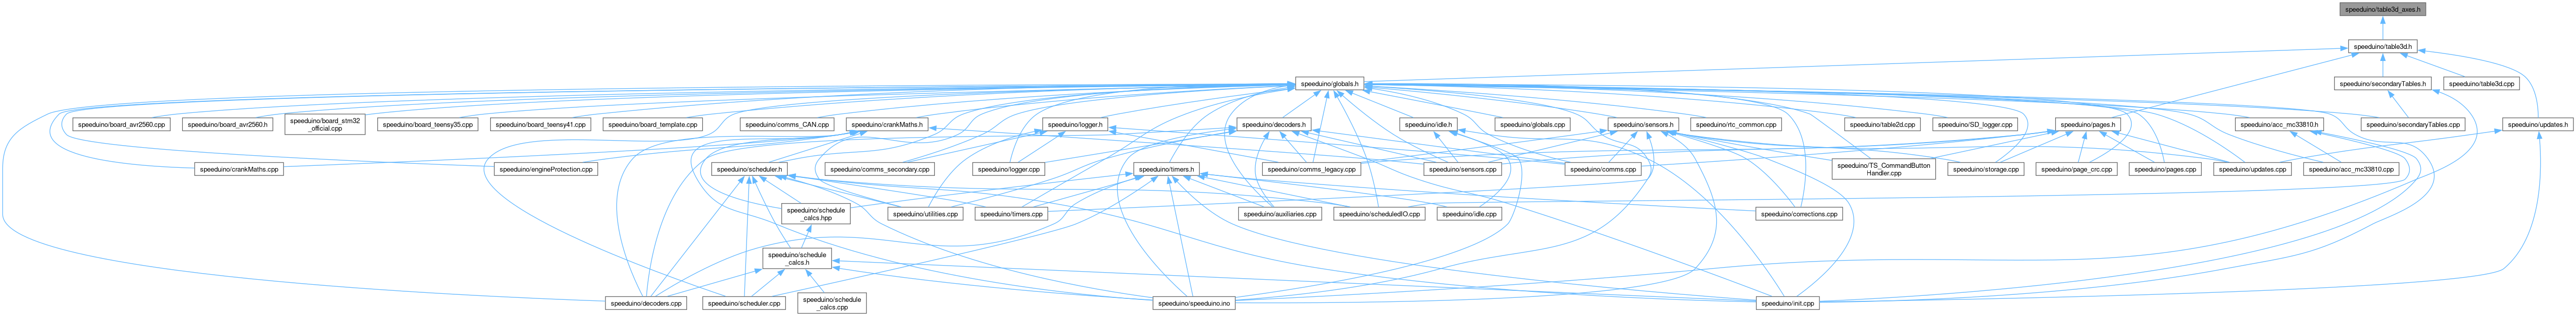 speeduino/table3d_axes.h
speeduino/table3d.h
speeduino/globals.h
speeduino/secondaryTables.h
speeduino/table3d.cpp
speeduino/board_avr2560.cpp
speeduino/board_avr2560.h
speeduino/board_stm32
_official.cpp
speeduino/board_teensy35.cpp
speeduino/board_teensy41.cpp
speeduino/board_template.cpp
speeduino/comms_CAN.cpp
speeduino/crankMaths.h
speeduino/logger.h
speeduino/decoders.h
speeduino/idle.h
speeduino/globals.cpp
speeduino/sensors.h
speeduino/rtc_common.cpp
speeduino/table2d.cpp
speeduino/SD_logger.cpp
speeduino/pages.h
speeduino/acc_mc33810.h
speeduino/secondaryTables.cpp
speeduino/updates.h
speeduino/crankMaths.cpp
speeduino/engineProtection.cpp
speeduino/scheduler.h
speeduino/comms_secondary.cpp
speeduino/logger.cpp
speeduino/timers.h
speeduino/comms_legacy.cpp
speeduino/sensors.cpp
speeduino/comms.cpp
speeduino/TS_CommandButton
Handler.cpp
speeduino/storage.cpp
speeduino/page_crc.cpp
speeduino/pages.cpp
speeduino/updates.cpp
speeduino/acc_mc33810.cpp
speeduino/schedule
_calcs.hpp
speeduino/utilities.cpp
speeduino/timers.cpp
speeduino/auxiliaries.cpp
speeduino/scheduledIO.cpp
speeduino/idle.cpp
speeduino/corrections.cpp
speeduino/schedule
_calcs.h
speeduino/decoders.cpp
speeduino/scheduler.cpp
speeduino/schedule
_calcs.cpp
speeduino/speeduino.ino
speeduino/init.cpp